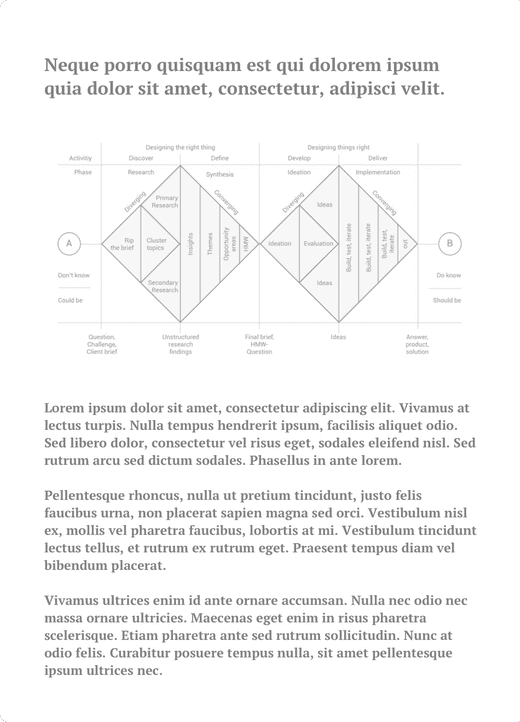 Neque porro quisquam est qui dolorem ipsum
quia dolor sit amet, consectetur, adipisci velit.
Designing the right thing
Designing things right
Activitiy
Discover
Define
Develop
Deliver
Phase
Research
Synthesis
Ideation
Implementation
Diverging
Primary
Research
Converging
Diverging
Ideas
Converging
A
Rip
the brief
Cluster
topics
Insights
Themes
Opportunity
areas
HMW
Ideation
Evaluation
Build, test, iterate
Build, test, iterate
Build, test,
iterate
out
B
Don't know
Do know
Secondary
Research
Ideas
Could be
Should be
Question,
Challenge,
Client brief
Unstructured
research
findings
Final brief,
HMW-
Question
Ideas
Answer,
product,
solution
Lorem ipsum dolor sit amet, consectetur adipiscing elit. Vivamus at
lectus turpis. Nulla tempus hendrerit ipsum, facilisis aliquet odio.
Sed libero dolor, consectetur vel risus eget, sodales eleifend nisl. Sed
rutrum arcu sed dictum sodales. Phasellus in ante lorem.
Pellentesque rhoncus, nulla ut pretium tincidunt, justo felis
faucibus urna, non placerat sapien magna sed orci. Vestibulum nisl
ex, mollis vel pharetra faucibus, lobortis at mi. Vestibulum tincidunt
lectus tellus, et rutrum ex rutrum eget. Praesent tempus diam vel
bibendum placerat.
Vivamus ultrices enim id ante ornare accumsan. Nulla nec odio nec
massa ornare ultricies. Maecenas eget enim in risus pharetra
scelerisque. Etiam pharetra ante sed rutrum sollicitudin. Nunc at
odio felis. Curabitur posuere tempus nulla, sit amet pellentesque
ipsum ultrices nec.